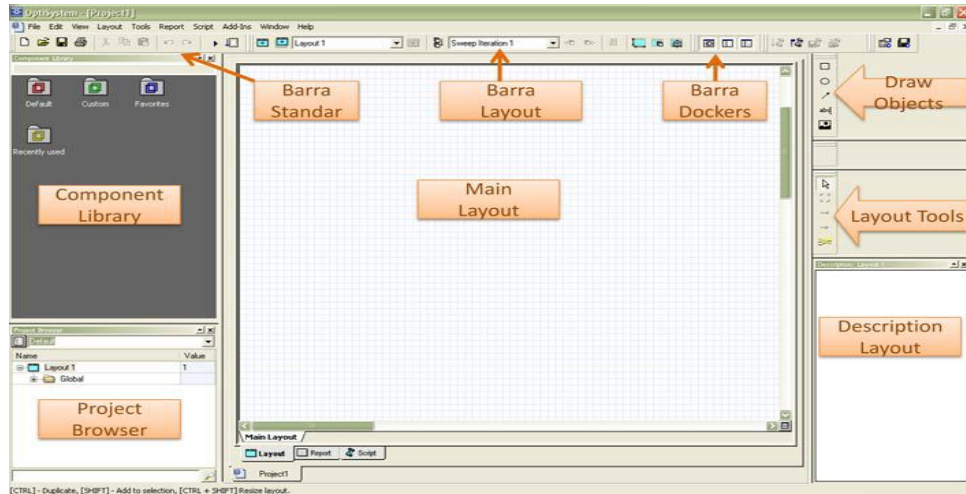 OptiSystem - [Project1]
File Edit View Layout Tools Report Script Add-Ins Window Help
Layout 1
Sweep Iteration 1
Component Library
Default Custom Favorites
Recently used
Barra
Standar
Barra
Layout
Barra
Dockers
Draw
Objects
Component
Library
Main
Layout
Layout Tools
Description Layout 1
Description
Layout
Project Browser
Default
Name Value
Layout 1 1
Global
Project
Browser
Main Layout
Layout Report Script
Project1
[CTRL] - Duplicate, [SHIFT] - Add to selection, [CTRL + SHIFT] Resize layout.